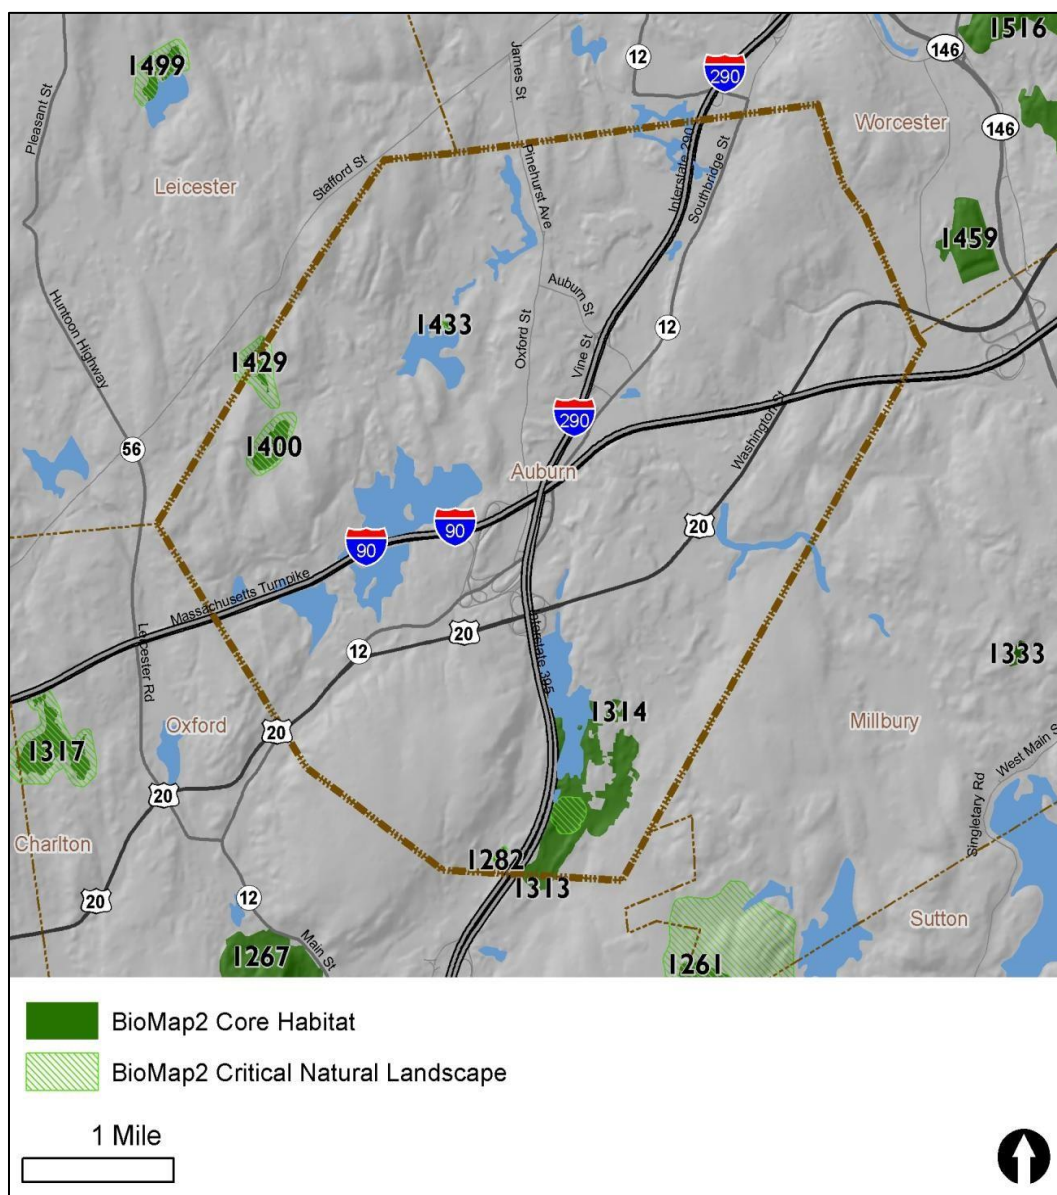 1516
146
12
290
James St
1499
Worcester
146
Pleasant St
Stafford St
Pinehurst Ave
Interstate 290
Southbridge St
Leicester
1459
Auburn St
Huntoon Highway
1433
12
Oxford St
Vine St
1429
290
56
1400
Washington St
Auburn
90
20
90
Massachusetts Turnpike
Leicester Rd
20
12
Interstate 395
1333
1314
Oxford
20
Millbury
1317
West Main S
20
Singletary Rd
Charlton
1282
1313
20
12
Sutton
Main St
1267
1261
BioMap2 Core Habitat
BioMap2 Critical Natural Landscape
1 Mile